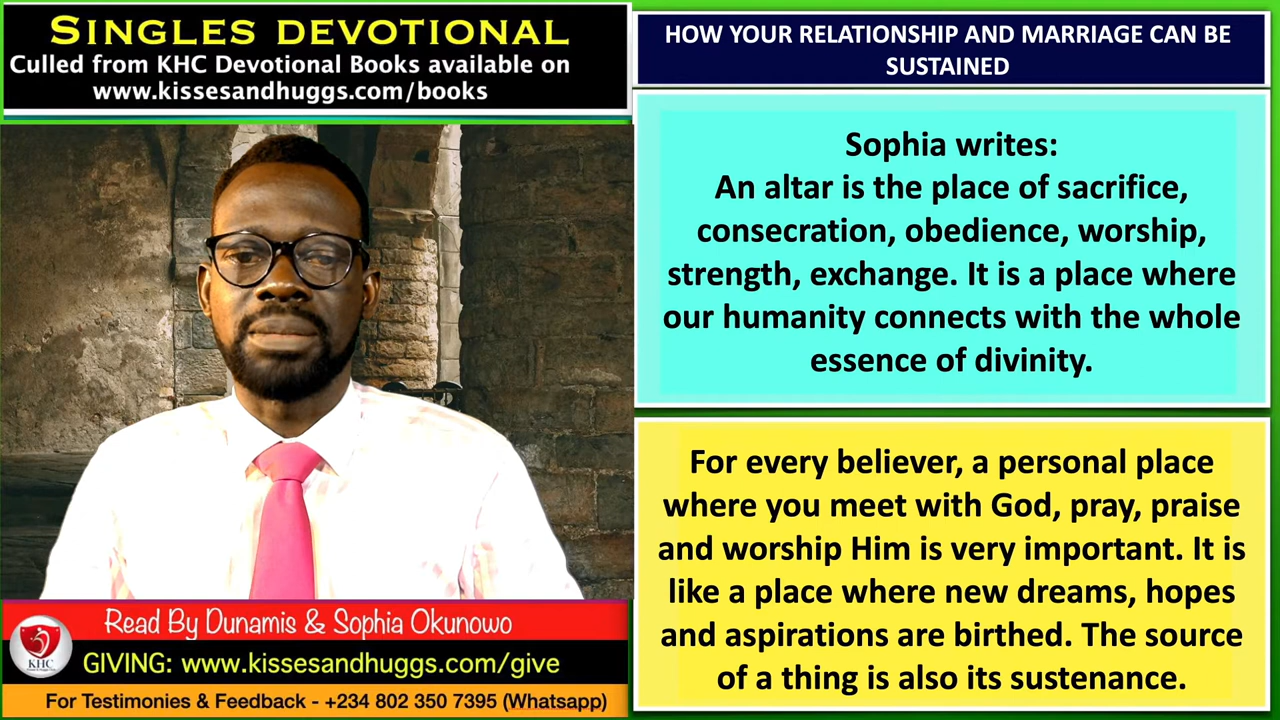 SINGLES DEVOTIONAL
Culled from KHC Devotional Books available on
www.kissesandhuggs.com/books
HOW YOUR RELATIONSHIP AND MARRIAGE CAN BE
SUSTAINED
Sophia writes:
An altar is the place of sacrifice,
consecration, obedience, worship,
strength, exchange. It is a place where
our humanity connects with the whole
essence of divinity.
For every believer, a personal place
where you meet with God, pray, praise
and worship Him is very important. It is
like a place where new dreams, hopes
and aspirations are birthed. The source
of a thing is also its sustenance.
Read By Dunamis & Sophia Okunowo
KHC
GIVING: www.kissesandhuggs.com/give
For Testimonies & Feedback - +234 802 350 7395 (Whatsapp)